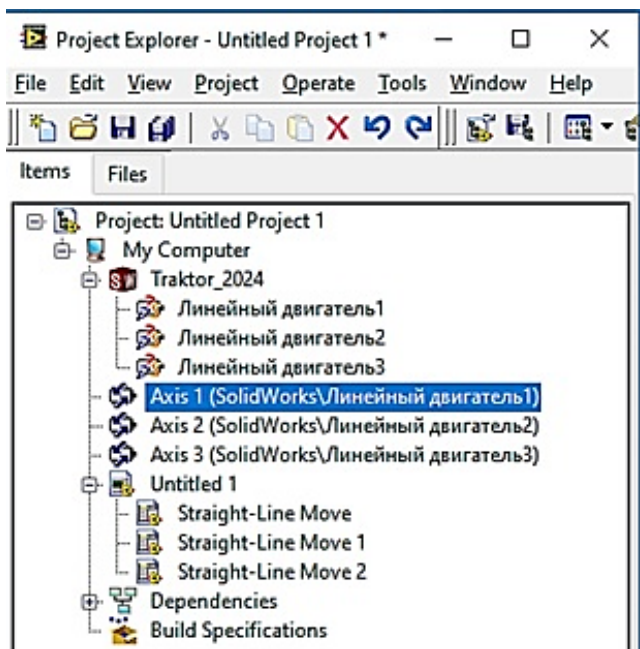 Project Explorer - Untitled Project 1 *
File Edit View Project Operate Tools Window Help
Items Files
Project: Untitled Project 1
My Computer
Traktor_2024
Линейный двигатель1
Линейный двигатель2
Линейный двигатель3
Axis 1 (SolidWorks\Линейный двигатель1)
Axis 2 (SolidWorks\Линейный двигатель2)
Axis 3 (SolidWorks\Линейный двигатель3)
Untitled 1
Straight-Line Move
Straight-Line Move 1
Straight-Line Move 2
Dependencies
Build Specifications